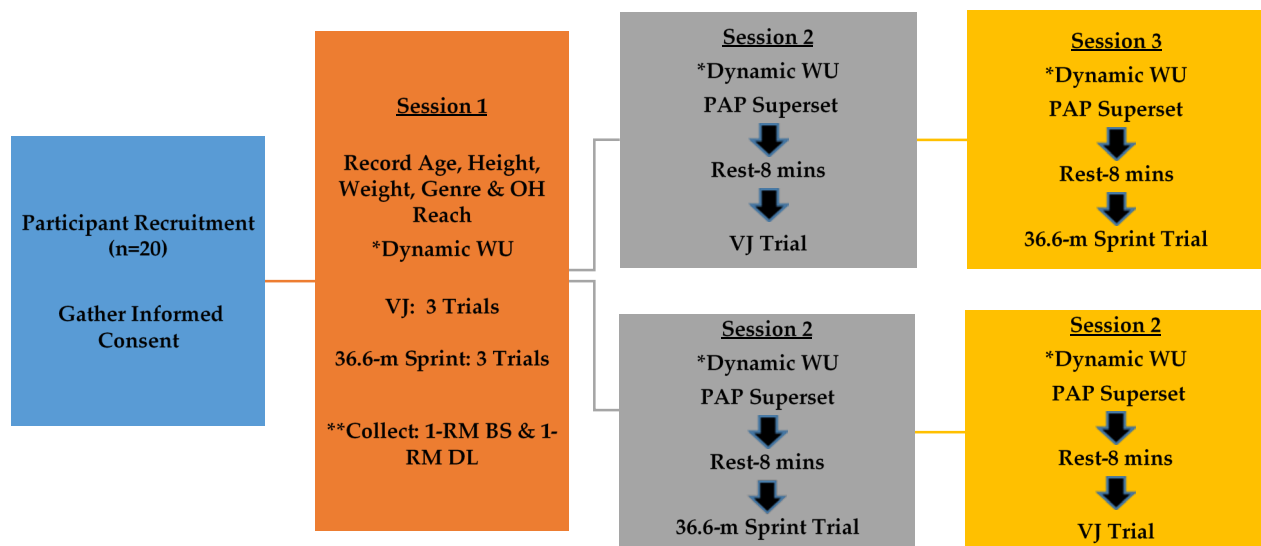 Participant Recruitment
(n=20)
Gather Informed
Consent
Session 1
Record Age, Height,
Weight, Genre & OH
Reach
*Dynamic WU
VJ:  3 Trials
36.6-m Sprint: 3 Trials
**Collect: 1-RM BS & 1-
RM DL
Session 2
*Dynamic WU
PAP Superset
Rest-8 mins
VJ Trial
Session 3
*Dynamic WU
PAP Superset
Rest-8 mins
36.6-m Sprint Trial
Session 2
*Dynamic WU
PAP Superset
Rest-8 mins
36.6-m Sprint Trial
Session 2
*Dynamic WU
PAP Superset
Rest-8 mins
VJ Trial